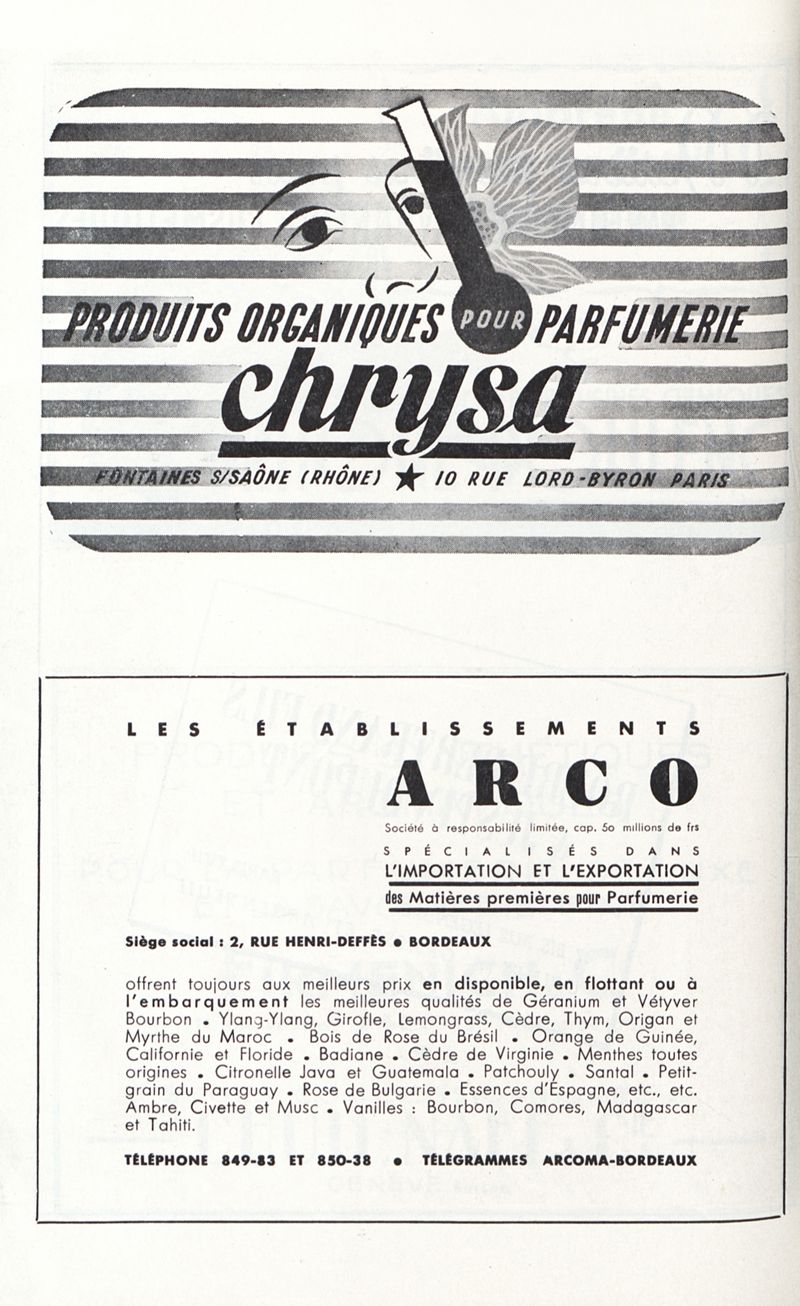 PRODUITS ORGANIQUES POUR PARFUMERIE
chrysa
FONTAINES S/SAÔNE (RHÔNE) ★ 10 RUE LORD-BYRON PARIS
LES ÉTABLISSEMENTS
ARCO
Société à responsabilité limitée, cap. 50 millions de frs
SPÉCIALISÉS DANS
L'IMPORTATION ET L'EXPORTATION
des Matières premières pour Parfumerie
Siège social : 2, RUE HENRI-DEFFÈS • BORDEAUX
offrent toujours aux meilleurs prix en disponible, en flottant ou à
l'embarquement les meilleures qualités de Géranium et Vétyver
Bourbon • Ylang-Ylang, Girofle, Lemongrass, Cèdre, Thym, Origan et
Myrthe du Maroc • Bois de Rose du Brésil • Orange de Guinée,
Californie et Floride • Badiane • Cèdre de Virginie • Menthes toutes
origines • Citronelle Java et Guatemala • Patchouly • Santal • Petit-
grain du Paraguay • Rose de Bulgarie • Essences d'Espagne, etc., etc.
Ambre, Civette et Musc • Vanilles : Bourbon, Comores, Madagascar
et Tahiti.
TÉLÉPHONE 849-83 ET 850-38 • TÉLÉGRAMMES ARCOMA-BORDEAUX